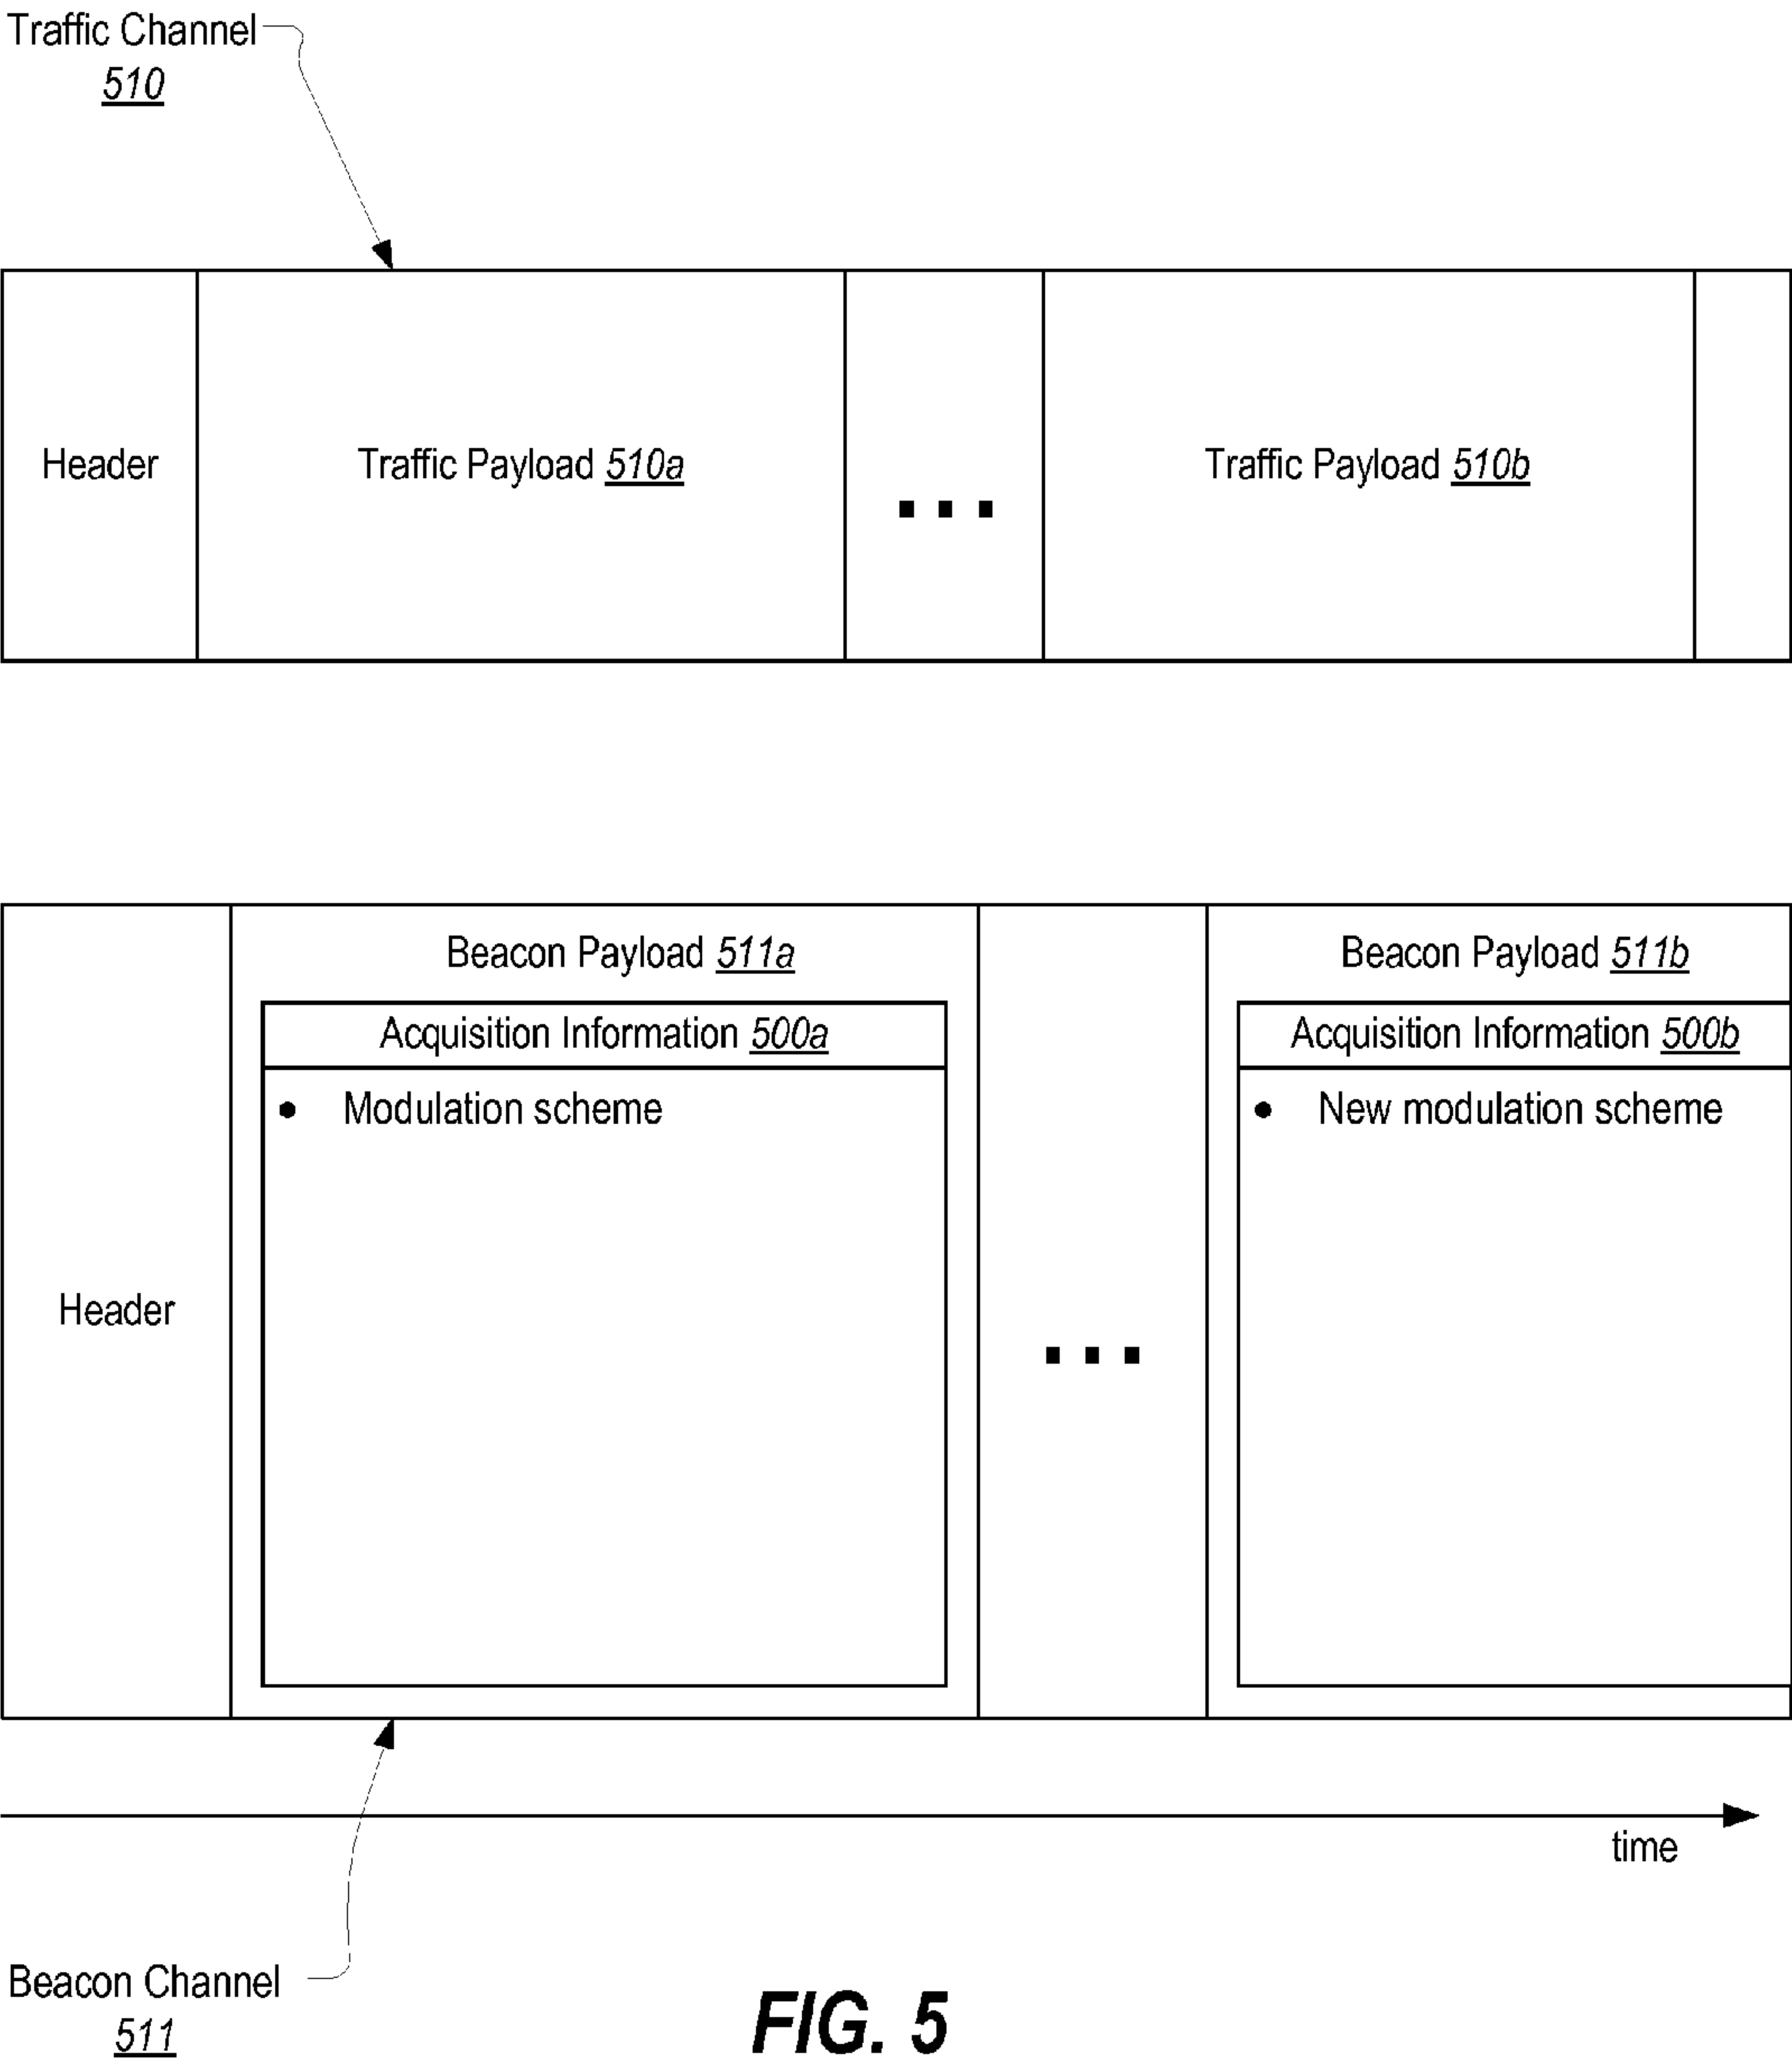 Traffic Channel
510
Header
Traffic Payload 510a
...
Traffic Payload 510b
Beacon Payload 511a
Beacon Payload 511b
Acquisition Information 500a
Acquisition Information 500b
• Modulation scheme
• New modulation scheme
Header
...
time
Beacon Channel
511
FIG. 5